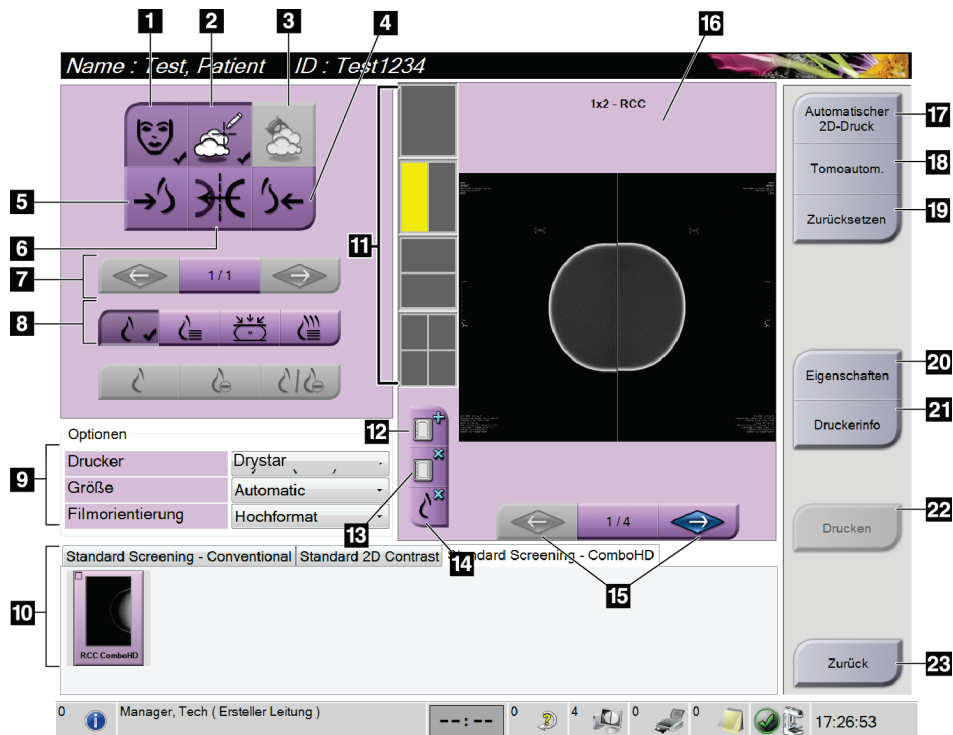 1 2 3 4 16
Name : Test, Patient ID : Test1234
1x2 - RCC
Automatischer
2D-Druck
17
Tomoautom.
18
Zurücksetzen
19
5
6
11
7
1/1
8
Eigenschaften
20
Druckerinfo
21
12
Optionen
9
Drucker
Drystar
Größe
Automatic
Filmorientierung
Hochformat
13
14
1/4
15
Drucken
22
Standard Screening - Conventional
Standard 2D Contrast
Standard Screening - ComboHD
10
RCC ComboHD
Zurück
23
0
Manager, Tech ( Ersteller Leitung )
--:--
0
4
0
0
17:26:53